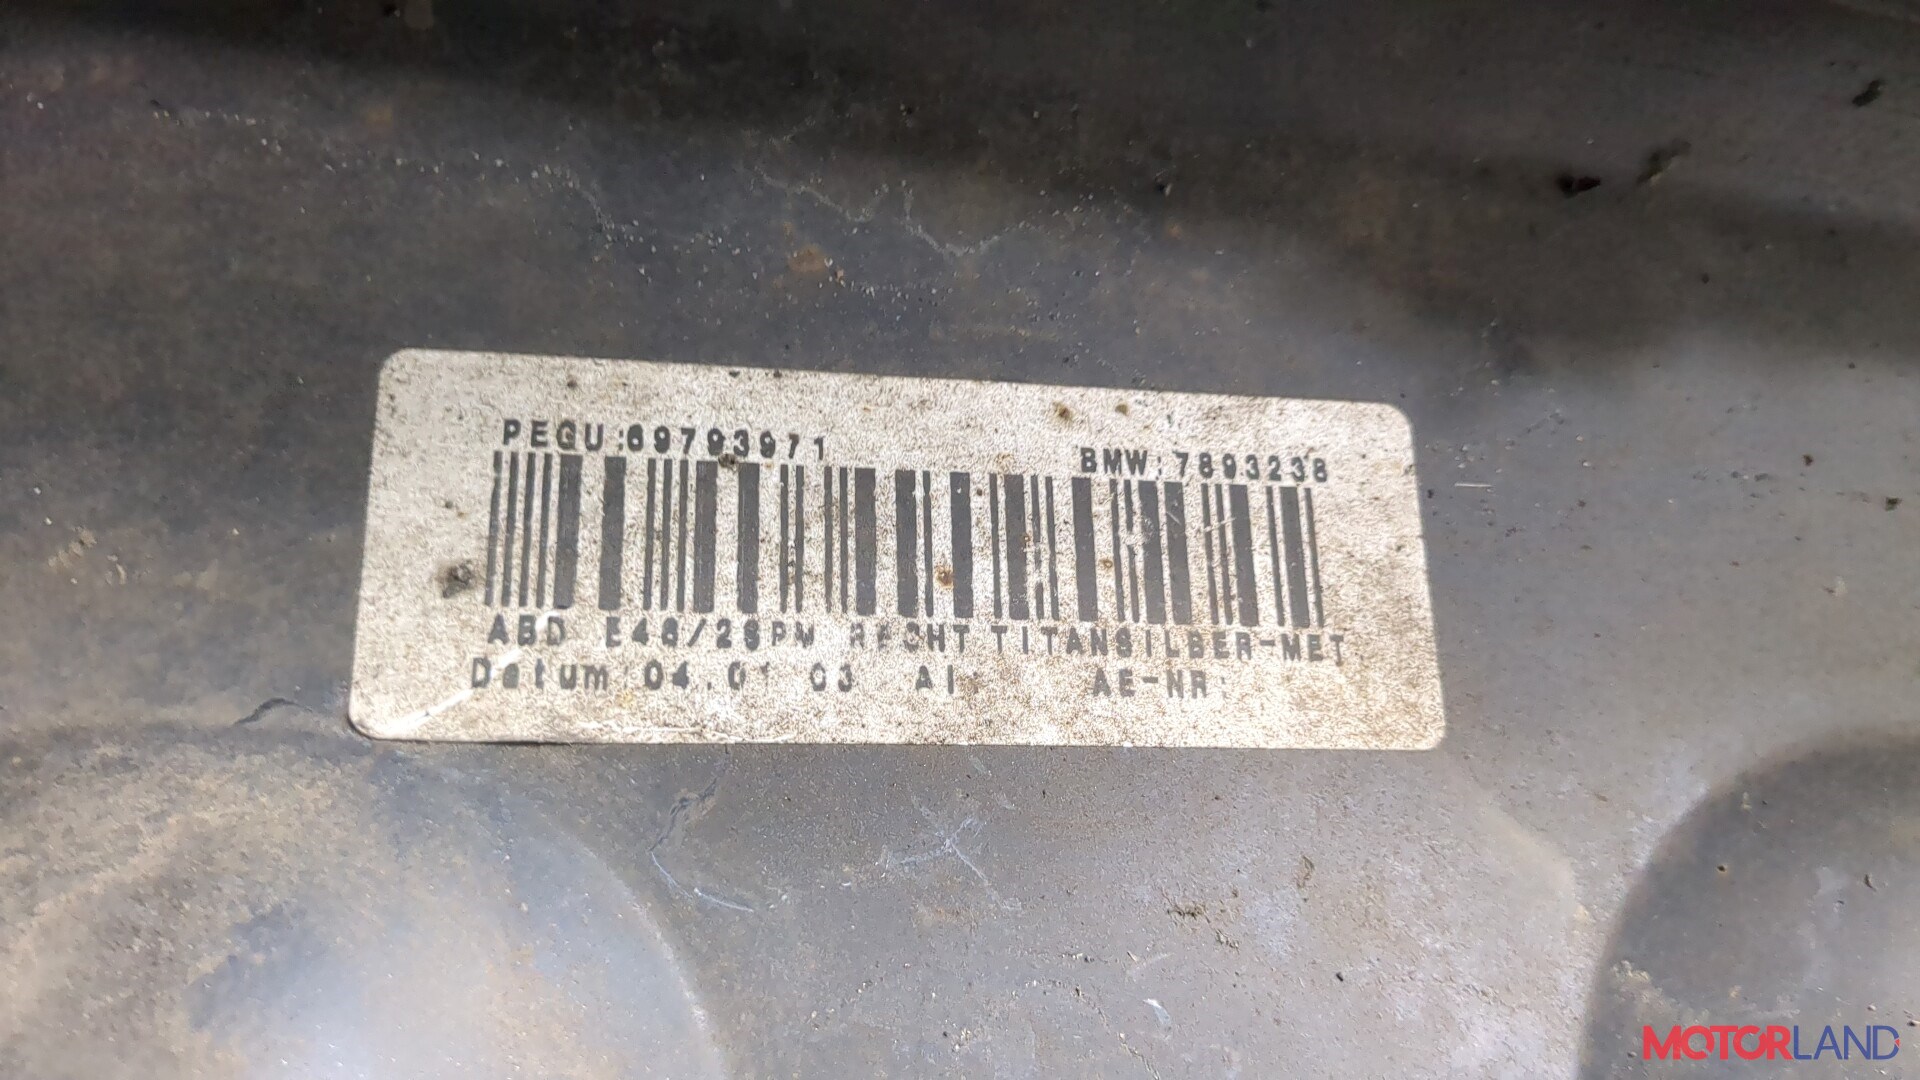 PEGU:69793971
BMW: 7893238
ABD E46/2SPM RECHT TITANSILBER-MET
Datum 04.01 03 AI AE-NR:
MOTORLAND